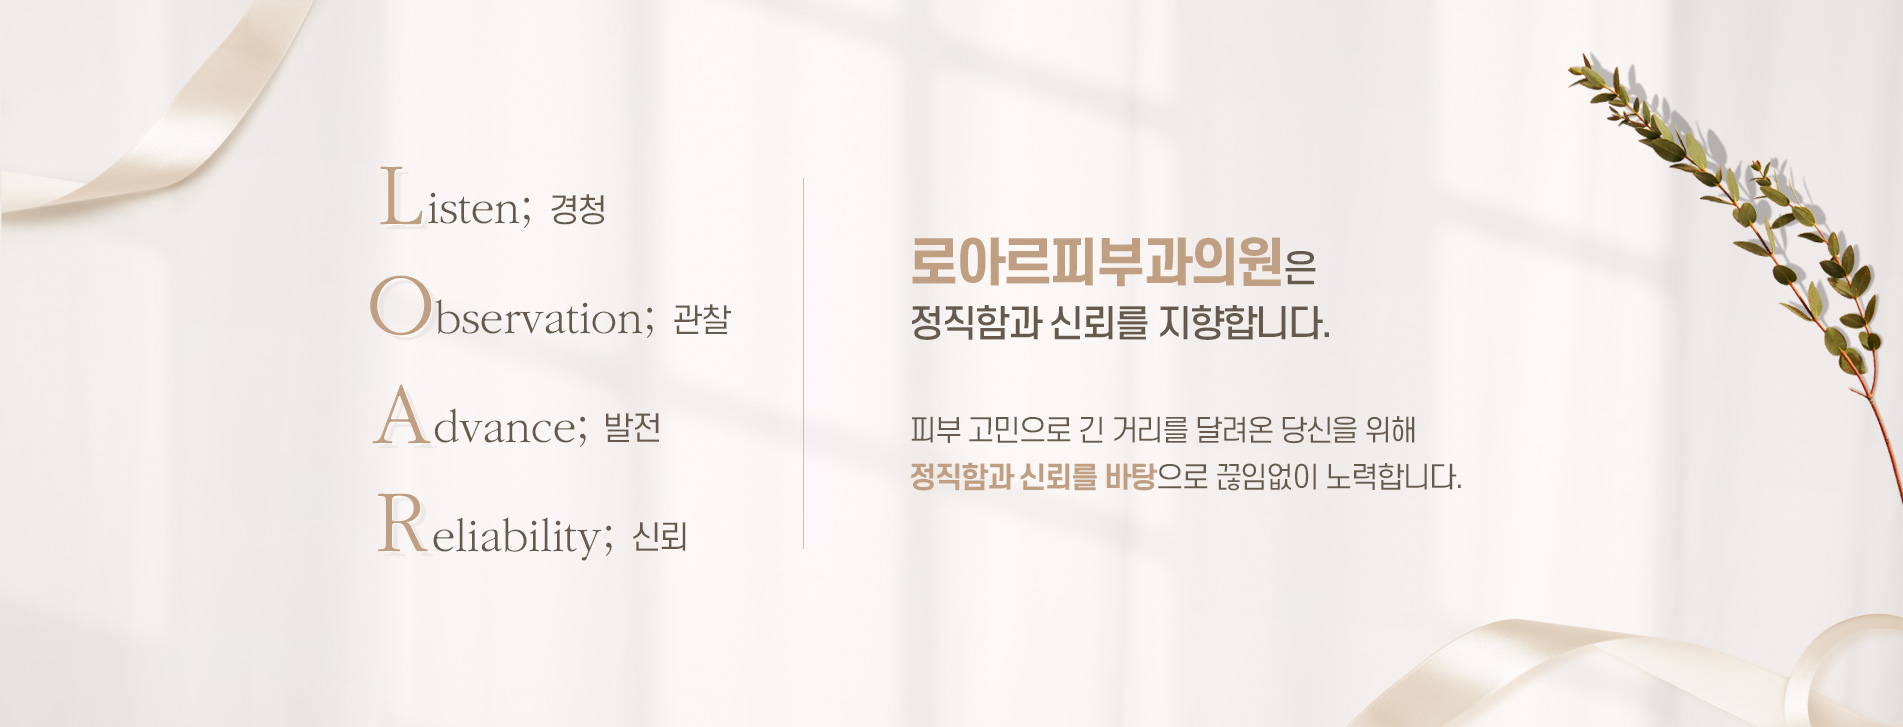 Listen; 경청
Observation; 관찰
Advance; 발전
Reliability; 신뢰
로아르피부과의원은
정직함과 신뢰를 지향합니다.
피부 고민으로 긴 거리를 달려온 당신을 위해
정직함과 신뢰를 바탕으로 끊임없이 노력합니다.